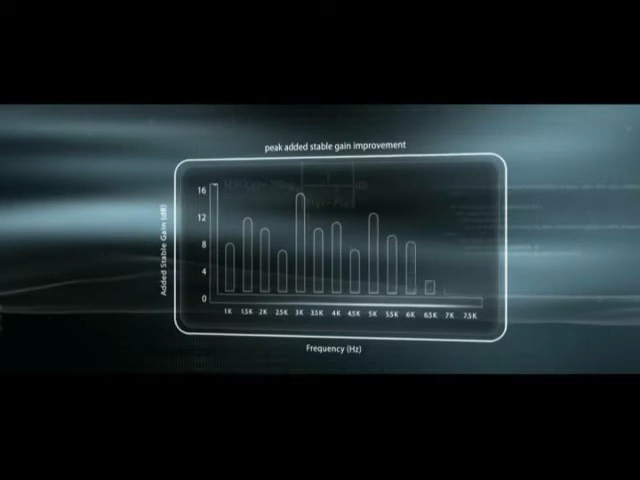 peak added stable gain improvement
Added Stable Gain (dB)
16
12
8
4
0
1K 1.5K 2K 2.5K 3K 3.5K 4K 4.5K 5K 5.5K 6K 6.5K 7K 7.5K
Frequency (Hz)